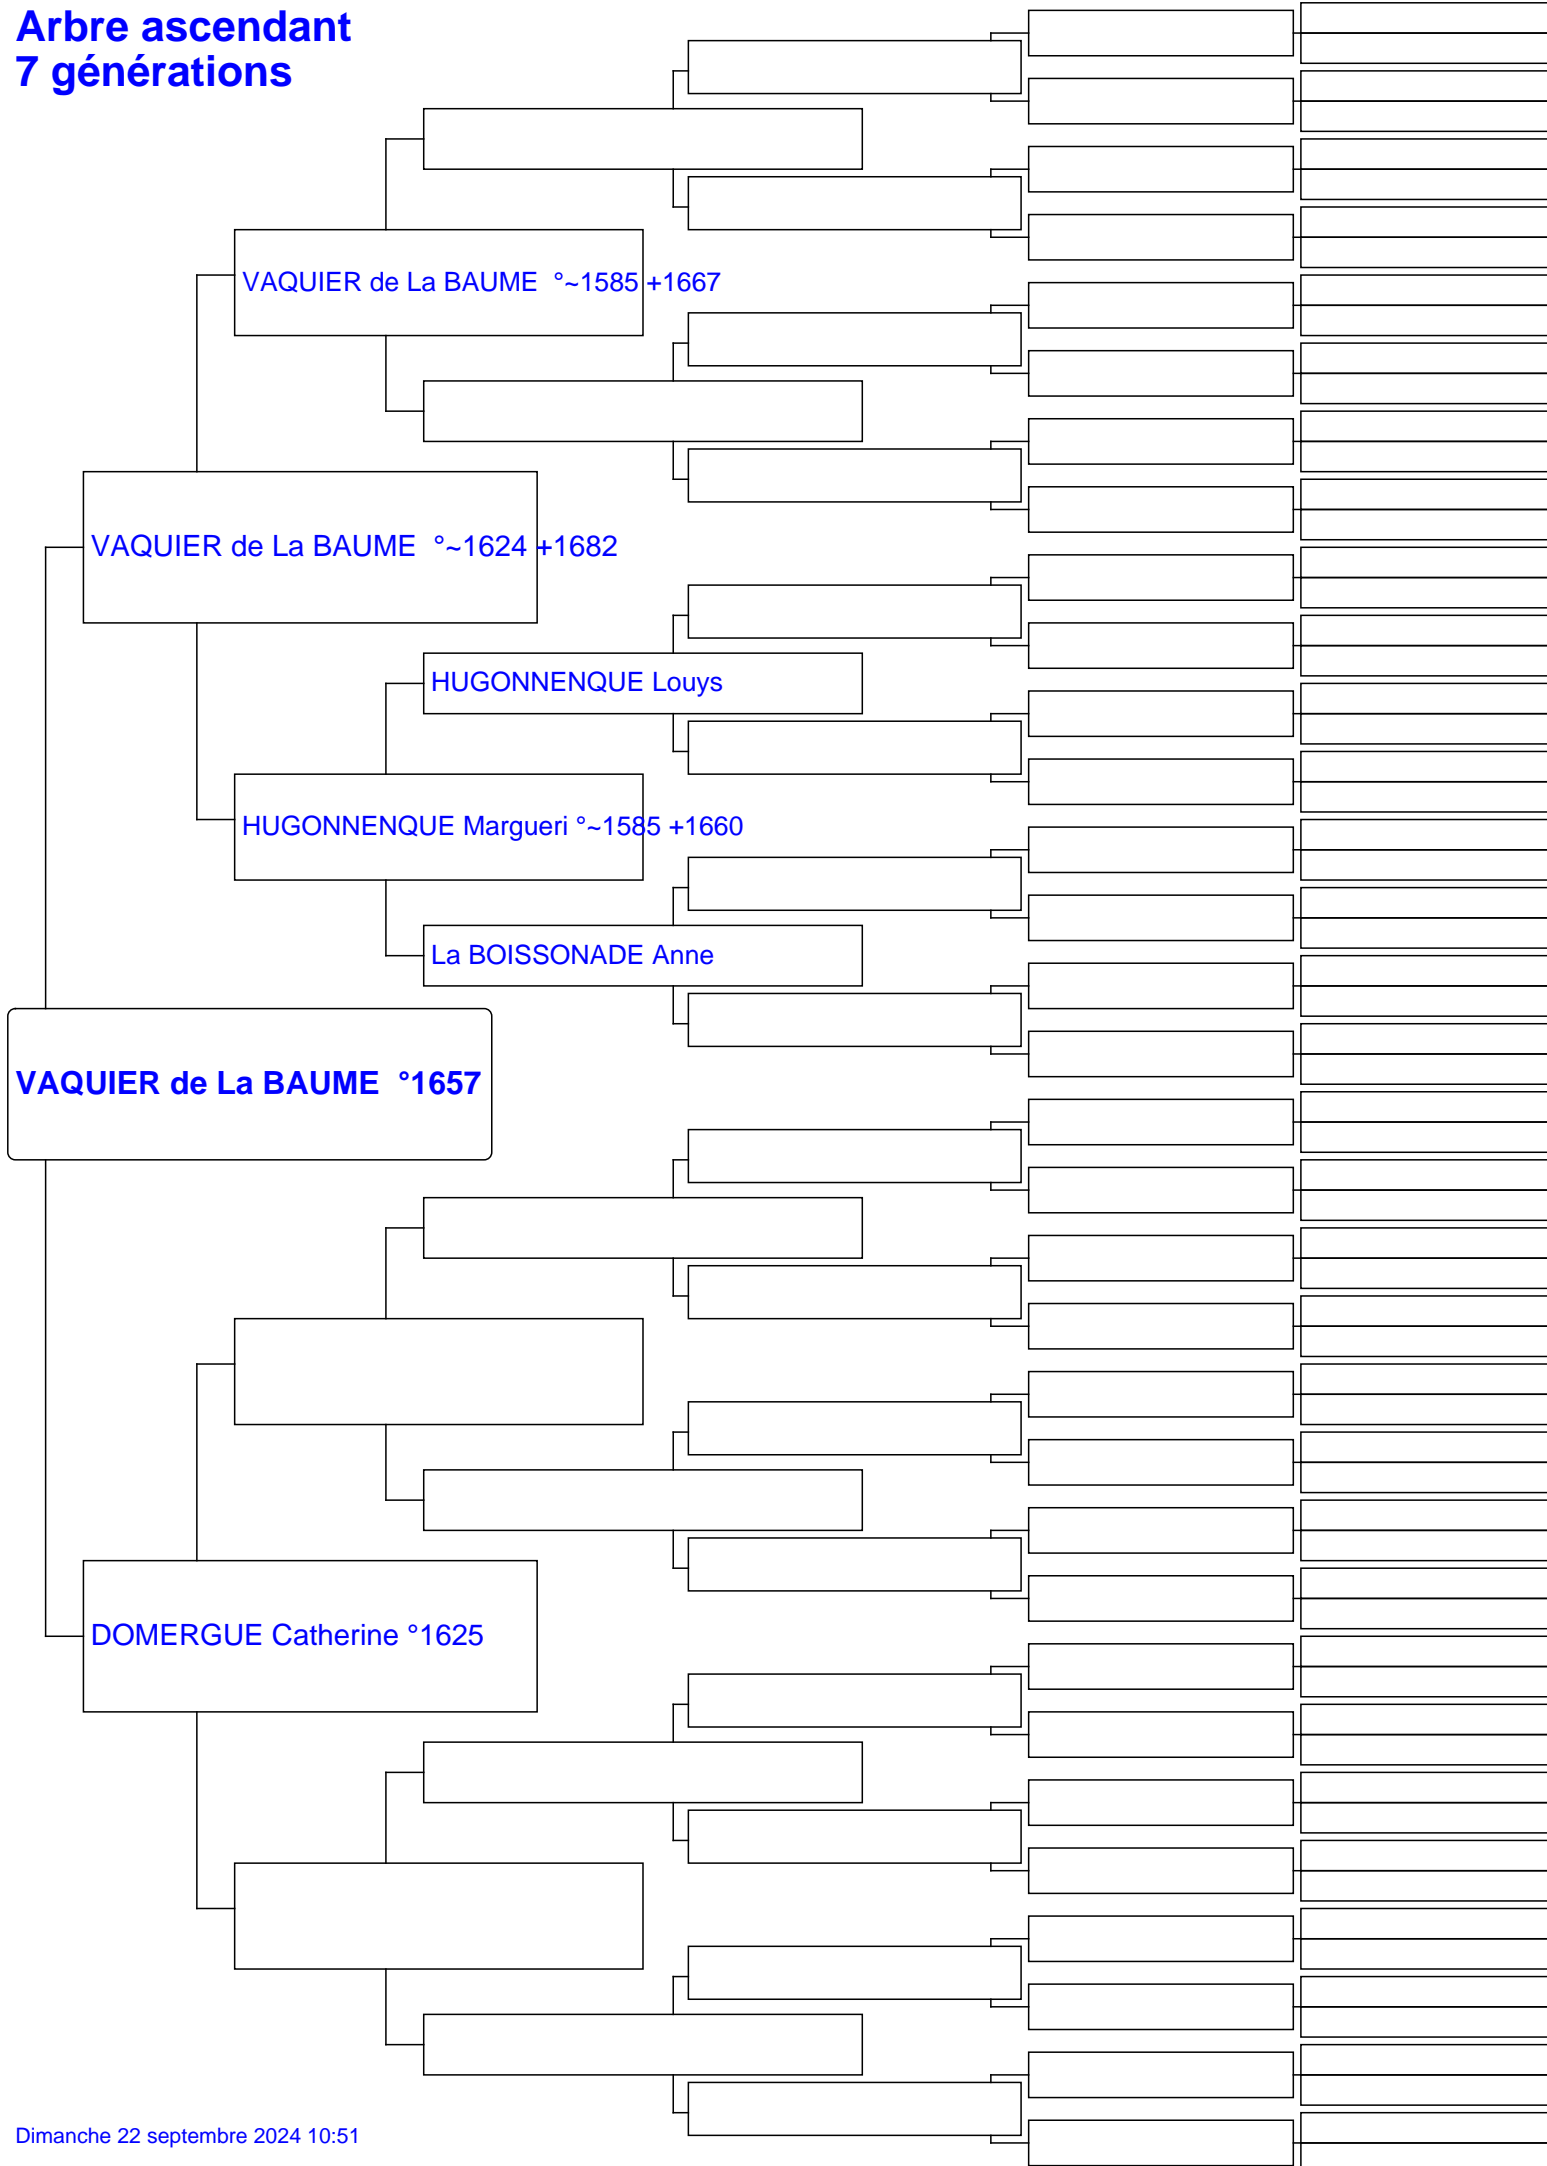 Arbre ascendant
7 générations
VAQUIER de La BAUME  °~1585 +1667
VAQUIER de La BAUME  °~1624 +1682
HUGONNENQUE Louys
HUGONNENQUE Margueri °~1585 +1660
La BOISSONADE Anne
VAQUIER de La BAUME  °1657
DOMERGUE Catherine °1625
Dimanche 22 septembre 2024 10:51